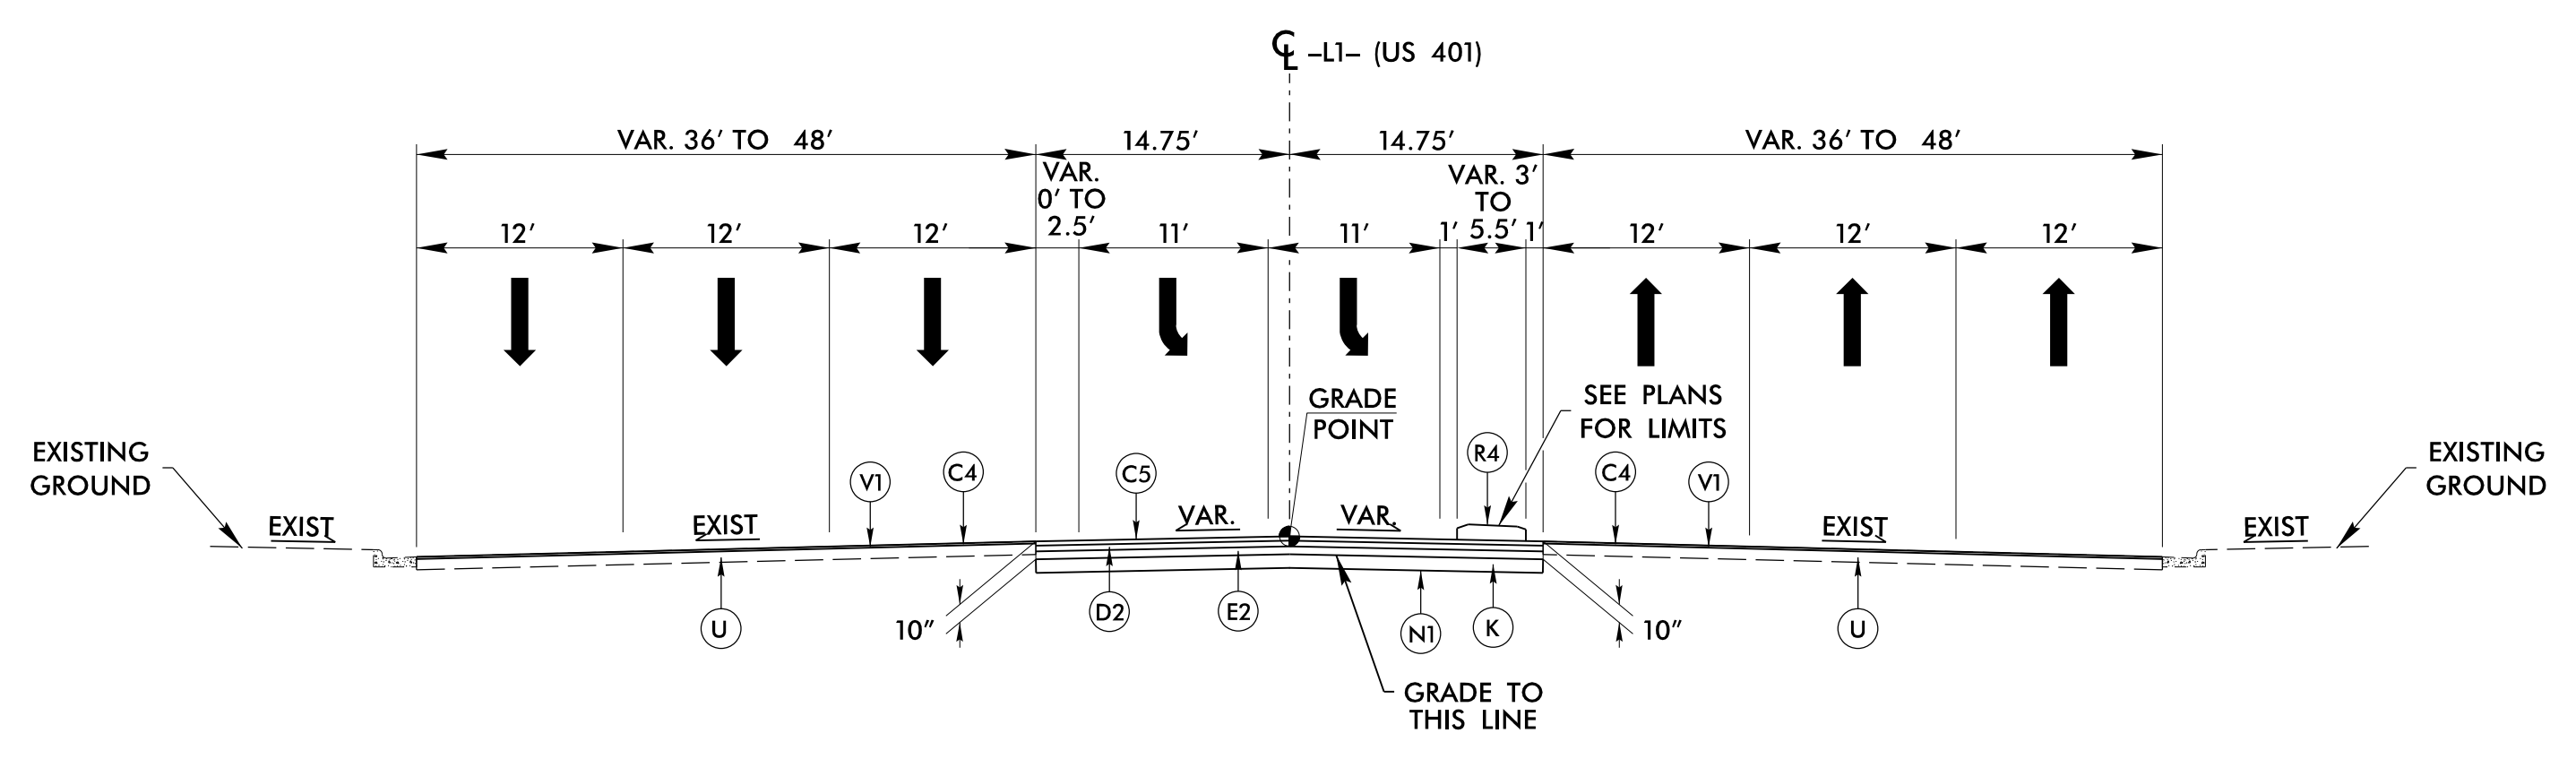 ℄ -L1- (US 401)
VAR. 36' TO 48'
14.75'
14.75'
VAR. 36' TO 48'
VAR.
0' TO
2.5'
VAR. 3'
TO
5.5'
12'
12'
12'
11'
11'
1'
1'
12'
12'
12'
GRADE
POINT
SEE PLANS
FOR LIMITS
EXISTING
GROUND
EXISTING
GROUND
R4
V1
C4
C5
C4
V1
EXIST
EXIST
VAR.
VAR.
EXIST
EXIST
10"
U
D2
E2
N1
K
10"
U
GRADE TO
THIS LINE